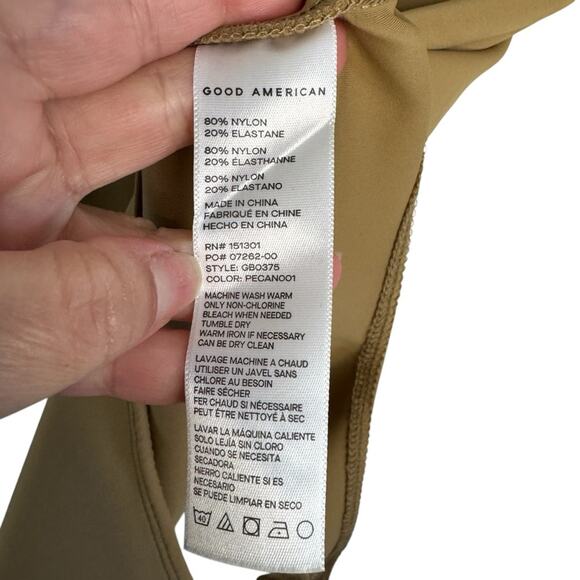 GOOD AMERICAN
80% NYLON
20% ELASTANE
80% NYLON
20% ÉLASTHANNE
80% NYLON
20% ELASTANO
MADE IN CHINA
FABRIQUÉ EN CHINE
HECHO EN CHINA
RN# 151301
PO# 07262-00
STYLE: GB0375
COLOR: PECAN001
MACHINE WASH WARM
ONLY NON-CHLORINE
BLEACH WHEN NEEDED
TUMBLE DRY
WARM IRON IF NECESSARY
CAN BE DRY CLEAN
LAVAGE MACHINE A CHAUD
UTILISER UN JAVEL SANS
CHLORE AU BESOIN
FAIRE SÉCHER
FER CHAUD SI NÉCESSAIRE
PEUT ÊTRE NETTOYÉ À SEC
LAVAR LA MÁQUINA CALIENTE
SOLO LEJÍA SIN CLORO
CUANDO SE NECESITA
SECADORA
HIERRO CALIENTE SI ES
NECESARIO
SE PUEDE LIMPIAR EN SECO
40